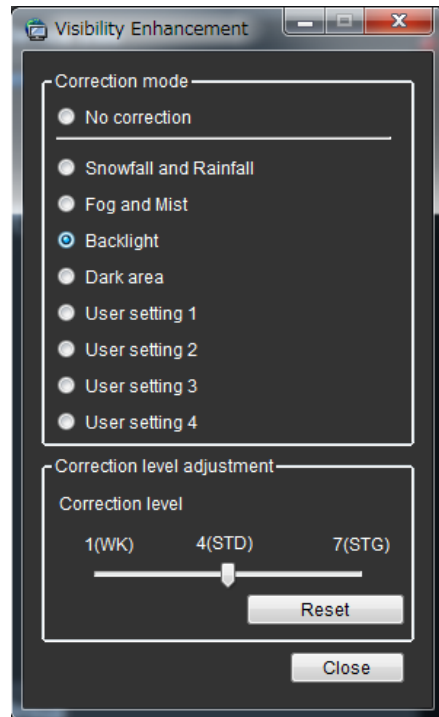 Visibility Enhancement
Correction mode
No correction
Snowfall and Rainfall
Fog and Mist
Backlight
Dark area
User setting 1
User setting 2
User setting 3
User setting 4
Correction level adjustment
Correction level
1(WK) 4(STD) 7(STG)
Reset
Close